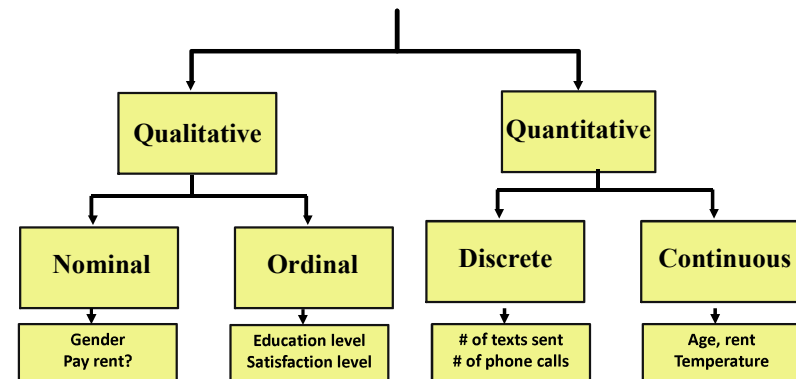 Qualitative
Quantitative
Nominal
Ordinal
Discrete
Continuous
Gender
Pay rent?
Education level
Satisfaction level
# of texts sent
# of phone calls
Age, rent
Temperature